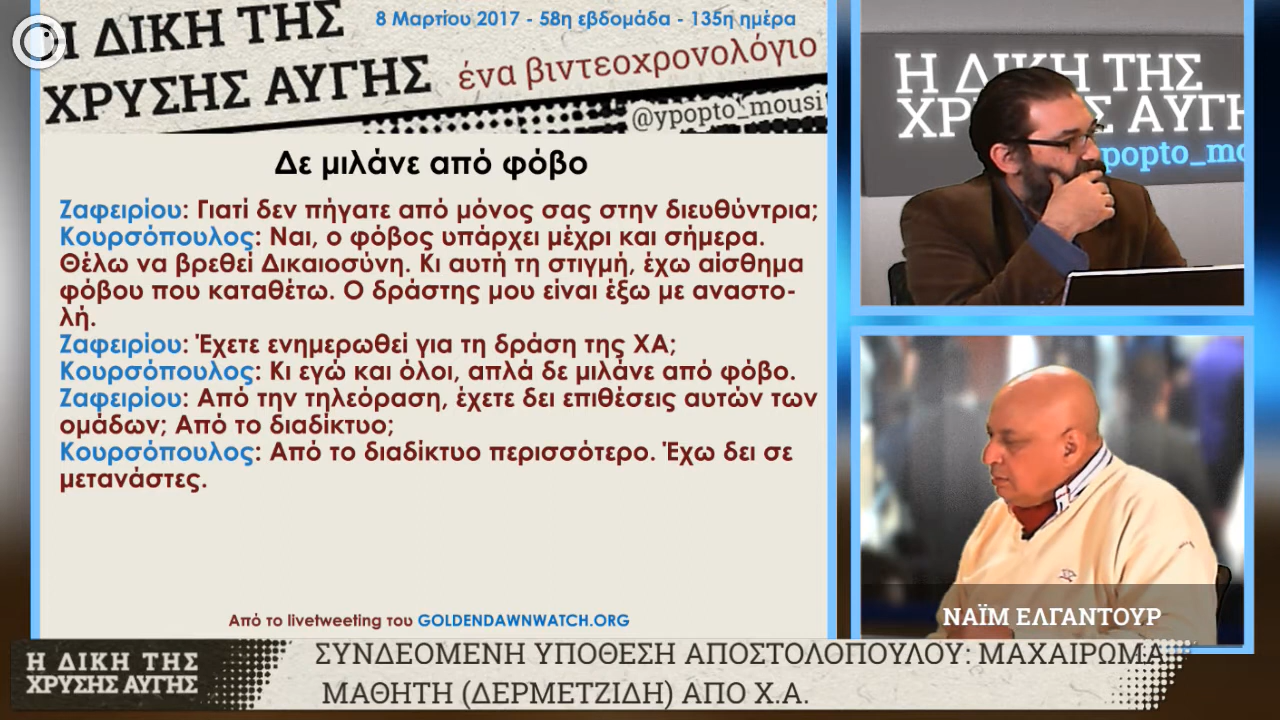 Η ΔΙΚΗ ΤΗΣ
ΧΡΥΣΗΣ ΑΥΓΗΣ
8 Μαρτίου 2017 - 58η εβδομάδα - 135η ημέρα
ένα βιντεοχρονολόγιο
@ypopto_mousi
Δε μιλάνε από φόβο
Ζαφειρίου: Γιατί δεν πήγατε από μόνος σας στην διευθύντρια;
Κουρσόπουλος: Ναι, ο φόβος υπάρχει μέχρι και σήμερα.
Θέλω να βρεθεί Δικαιοσύνη. Κι αυτή τη στιγμή, έχω αίσθημα
φόβου που καταθέτω. Ο δράστης μου είναι έξω με αναστο-
λή.
Ζαφειρίου: Έχετε ενημερωθεί για τη δράση της ΧΑ;
Κουρσόπουλος: Κι εγώ και όλοι, απλά δε μιλάνε από φόβο.
Ζαφειρίου: Από την τηλεόραση, έχετε δει επιθέσεις αυτών των
ομάδων; Από το διαδίκτυο;
Κουρσόπουλος: Από το διαδίκτυο περισσότερο. Έχω δει σε
μετανάστες.
Από το livetweeting του GOLDENDAWNWATCH.ORG
Η ΔΙΚΗ ΤΗΣ
ΧΡ Σ ΑΥΓΗ
ypopto_mo
ΝΑΪΜ ΕΛΓΑΝΤΟΥΡ
Η ΔΙΚΗ ΤΗΣ
ΧΡΥΣΗΣ ΑΥΓΗΣ
ΣΥΝΔΕΟΜΕΝΗ ΥΠΟΘΕΣΗ ΑΠΟΣΤΟΛΟΠΟΥΛΟΥ: ΜΑΧΑΙΡΩΜΑ
ΜΑΘΗΤΗ (ΔΕΡΜΕΤΖΙΔΗ) ΑΠΟ Χ.Α.